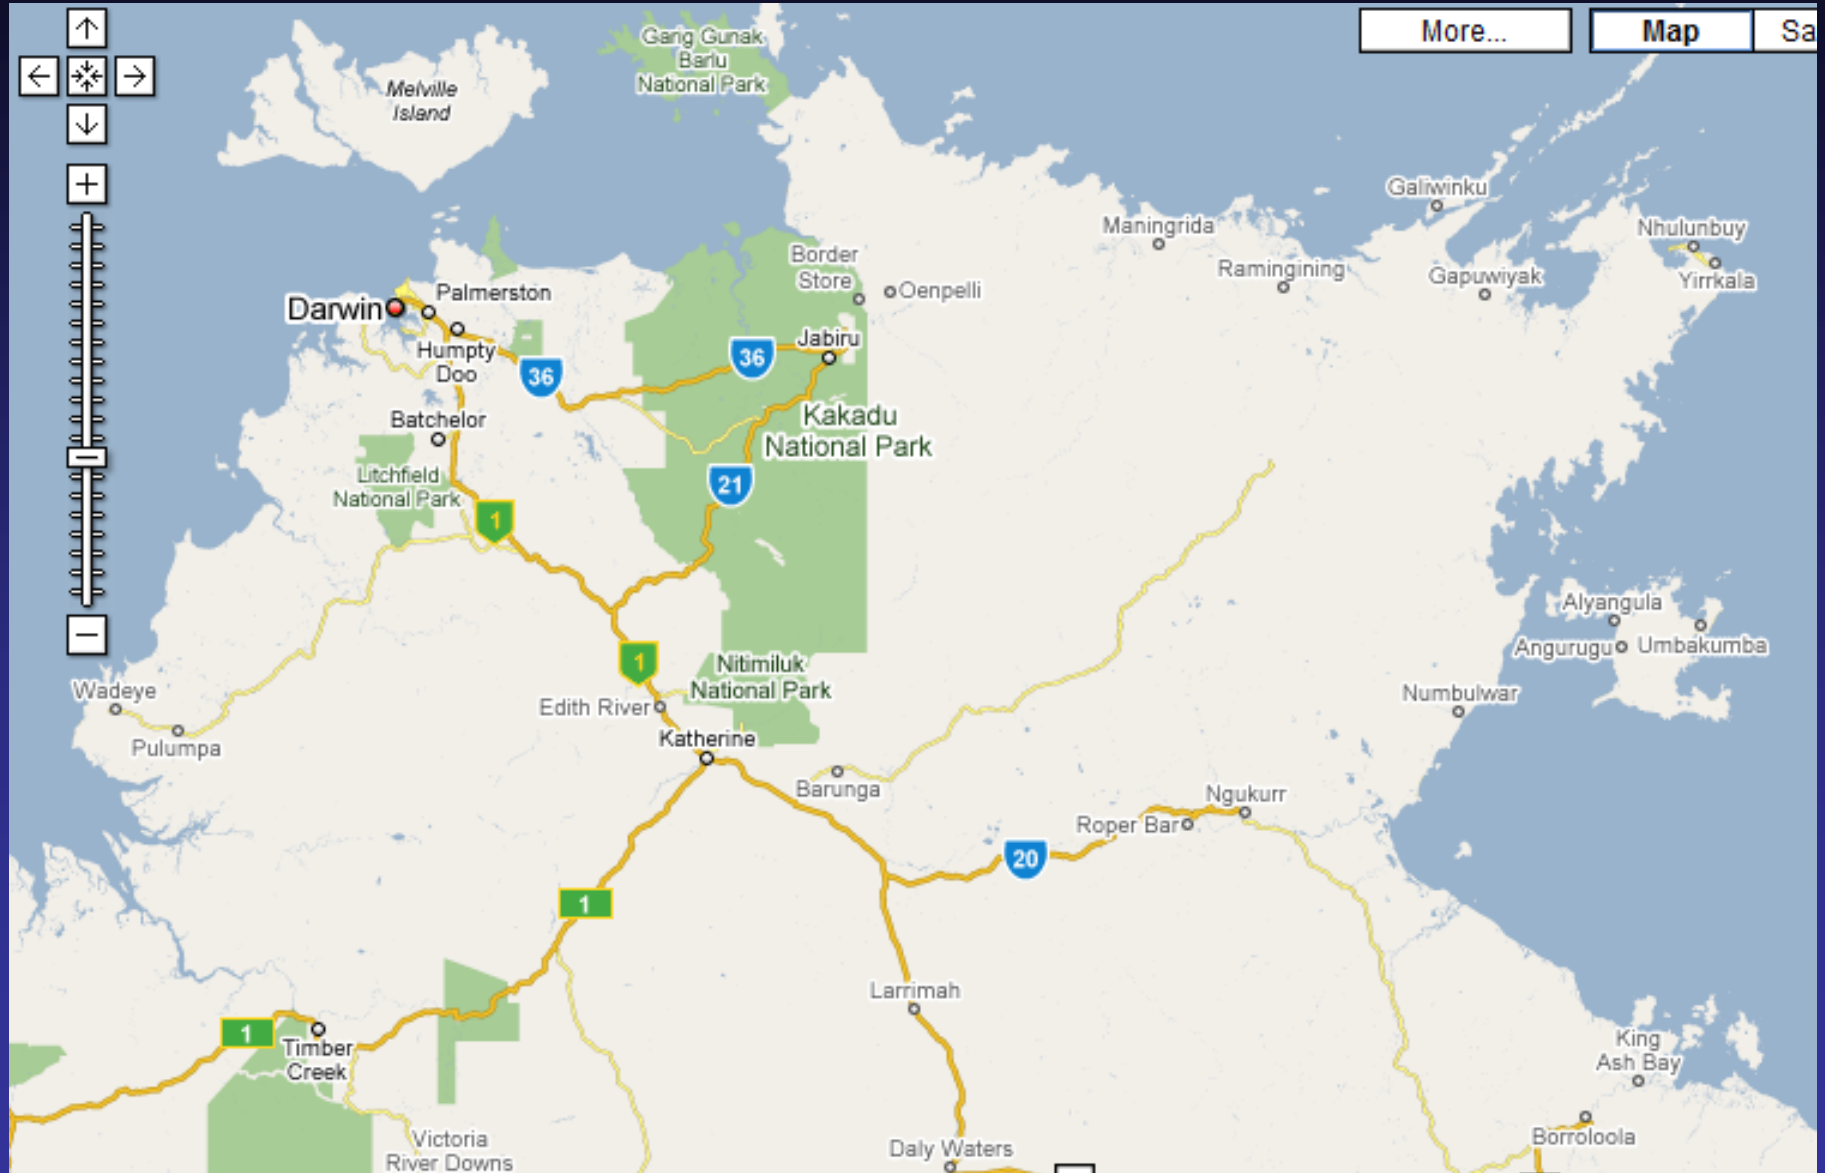 More...
Map
Sa
Garig Gunak
Barlu
National Park
Melville
Island
Galiwinku
Maningrida
Nhulunbuy
Border
Store
Ramingining
Gapuwiyak
Yirrkala
Oenpelli
Palmerston
Darwin
Jabiru
Humpty
Doo
36
36
Batchelor
Kakadu
National Park
Litchfield
National Park
21
1
Alyangula
Angurugu
Umbakumba
1
Nitimiluk
National Park
Wadeye
Edith River
Numbulwar
Katherine
Pulumpa
Barunga
Ngukurr
Roper Bar
20
1
Larrimah
1
Timber
Creek
King
Ash Bay
Victoria
River Downs
Daly Waters
Borroloola